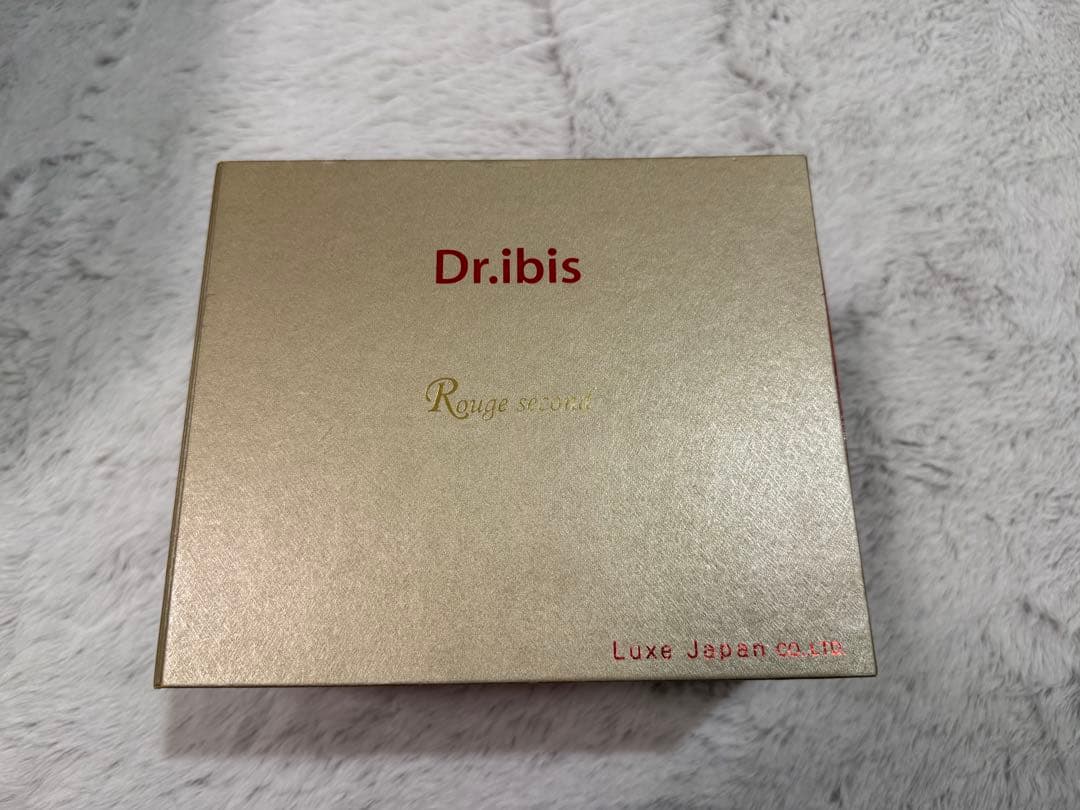 Dr.ibis
Rouge second
Luxe Japan CO.,LTD.